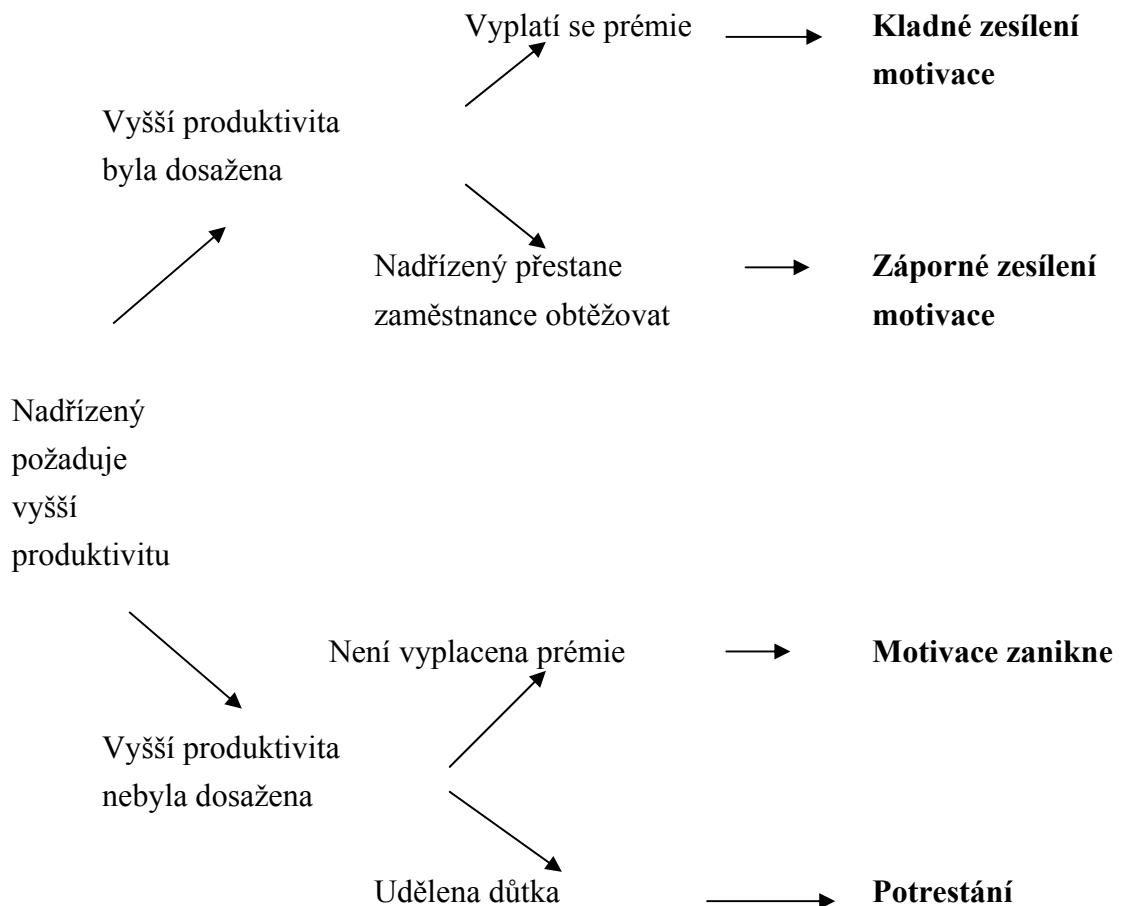 Vyplatí se prémie
Kladné zesílení
motivace
Vyšší produktivita
byla dosažena
Nadřízený přestane
zaměstnance obtěžovat
Záporné zesílení
motivace
Nadřízený
požaduje
vyšší
produktivitu
Není vyplacena prémie
Motivace zanikne
Vyšší produktivita
nebyla dosažena
Udělena důtka
Potrestání